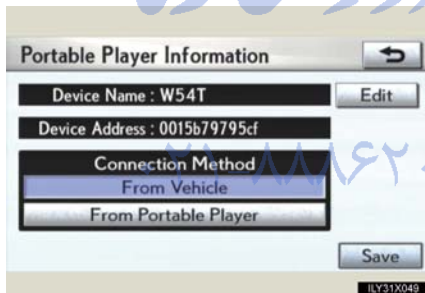 Portable Player Information
Device Name : W54T
Edit
Device Address : 0015b79795cf
Connection Method
From Vehicle
From Portable Player
Save
ILY31X049